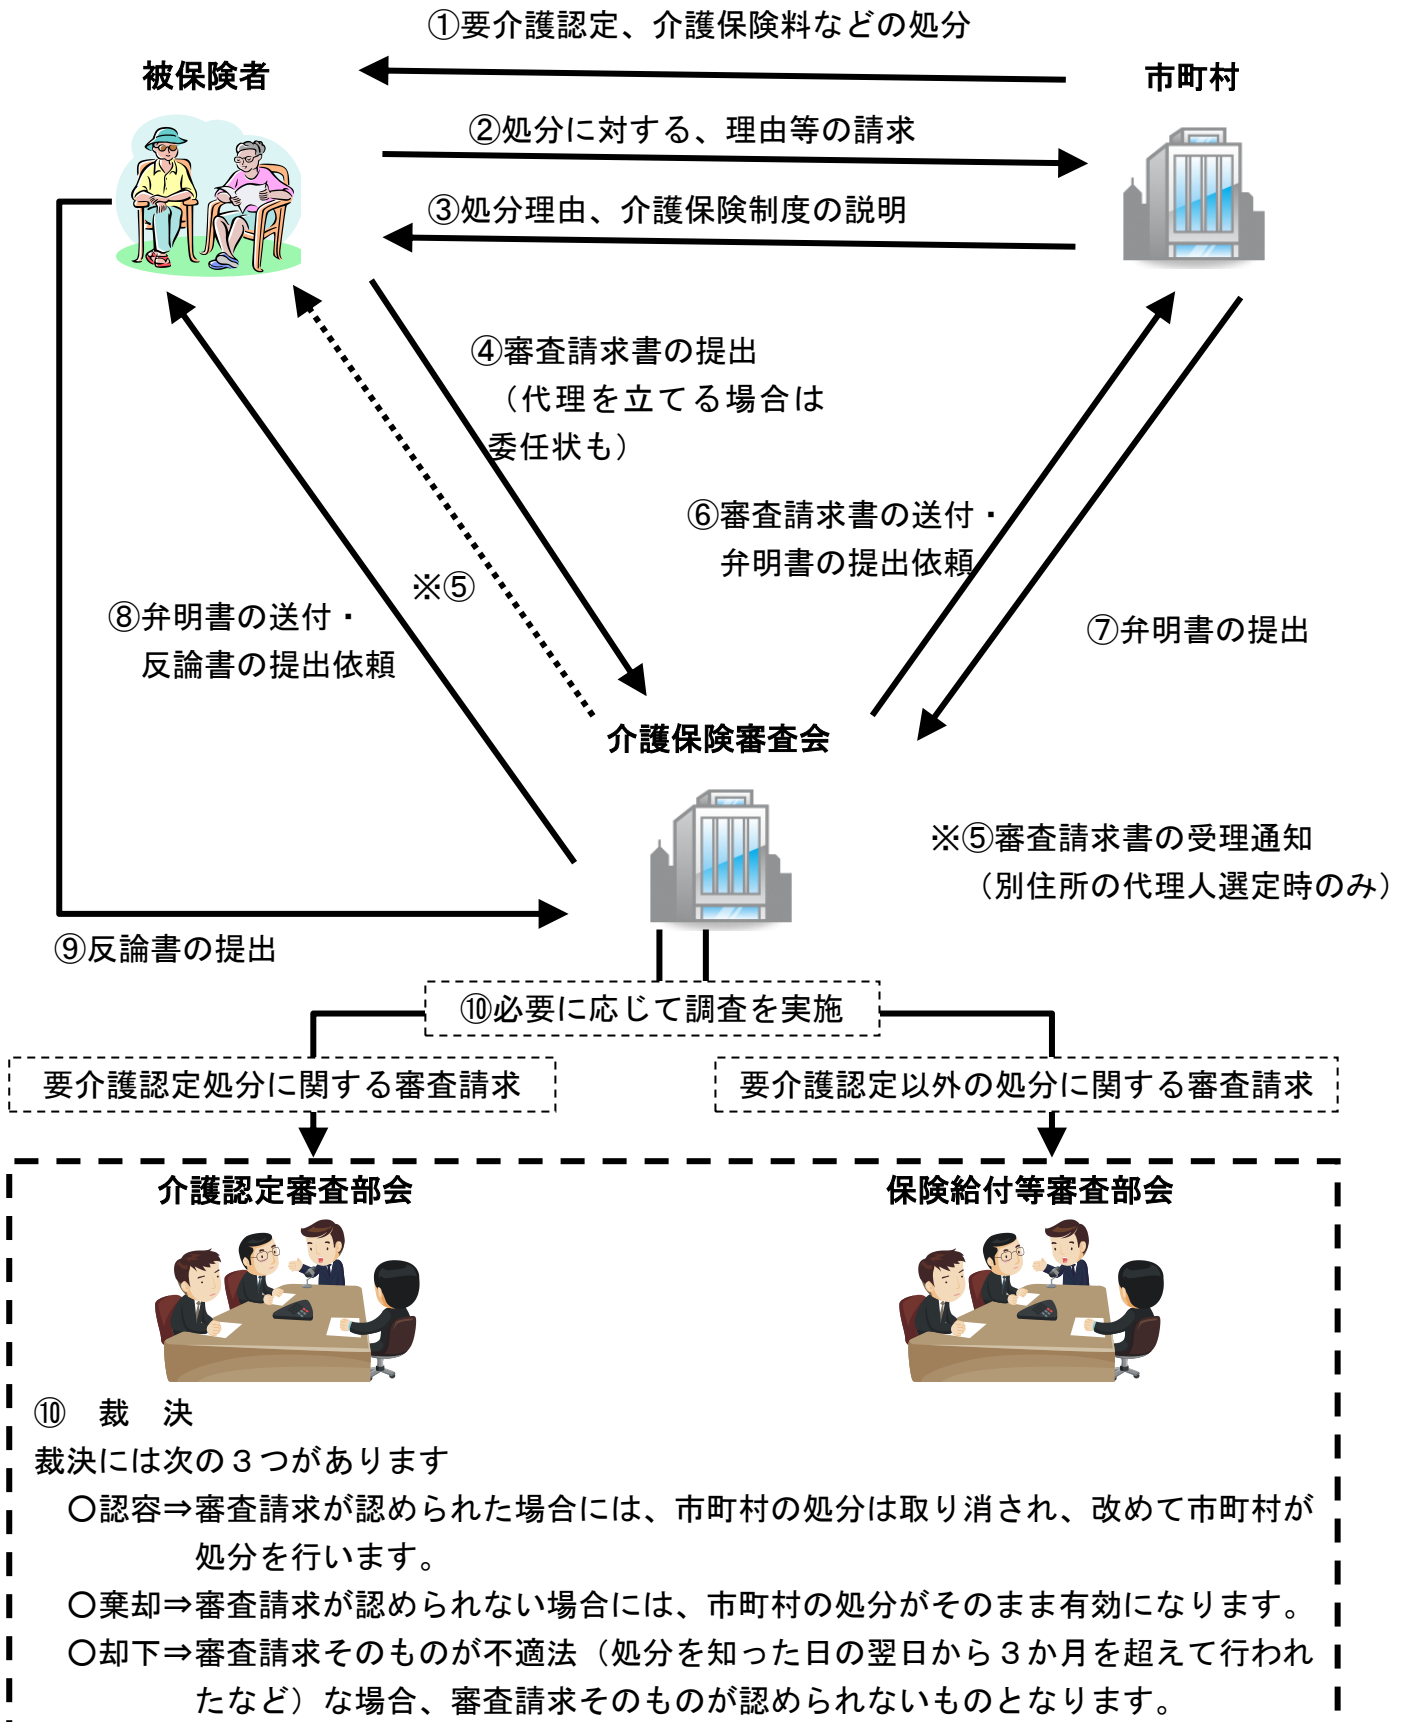 ①要介護認定、介護保険料などの処分
被保険者
市町村
②処分に対する、理由等の請求
③処分理由、介護保険制度の説明
④審査請求書の提出
（代理を立てる場合は
委任状も）
⑥審査請求書の送付・
弁明書の提出依頼
※⑤
⑧弁明書の送付・
反論書の提出依頼
⑦弁明書の提出
介護保険審査会
※⑤審査請求書の受理通知
（別住所の代理人選定時のみ）
⑨反論書の提出
⑩必要に応じて調査を実施
要介護認定処分に関する審査請求
要介護認定以外の処分に関する審査請求
介護認定審査部会
保険給付等審査部会
⑩　裁　決
裁決には次の３つがあります
〇認容⇒審査請求が認められた場合には、市町村の処分は取り消され、改めて市町村が
処分を行います。
〇棄却⇒審査請求が認められない場合には、市町村の処分がそのまま有効になります。
〇却下⇒審査請求そのものが不適法（処分を知った日の翌日から３か月を超えて行われ
たなど）な場合、審査請求そのものが認められないものとなります。